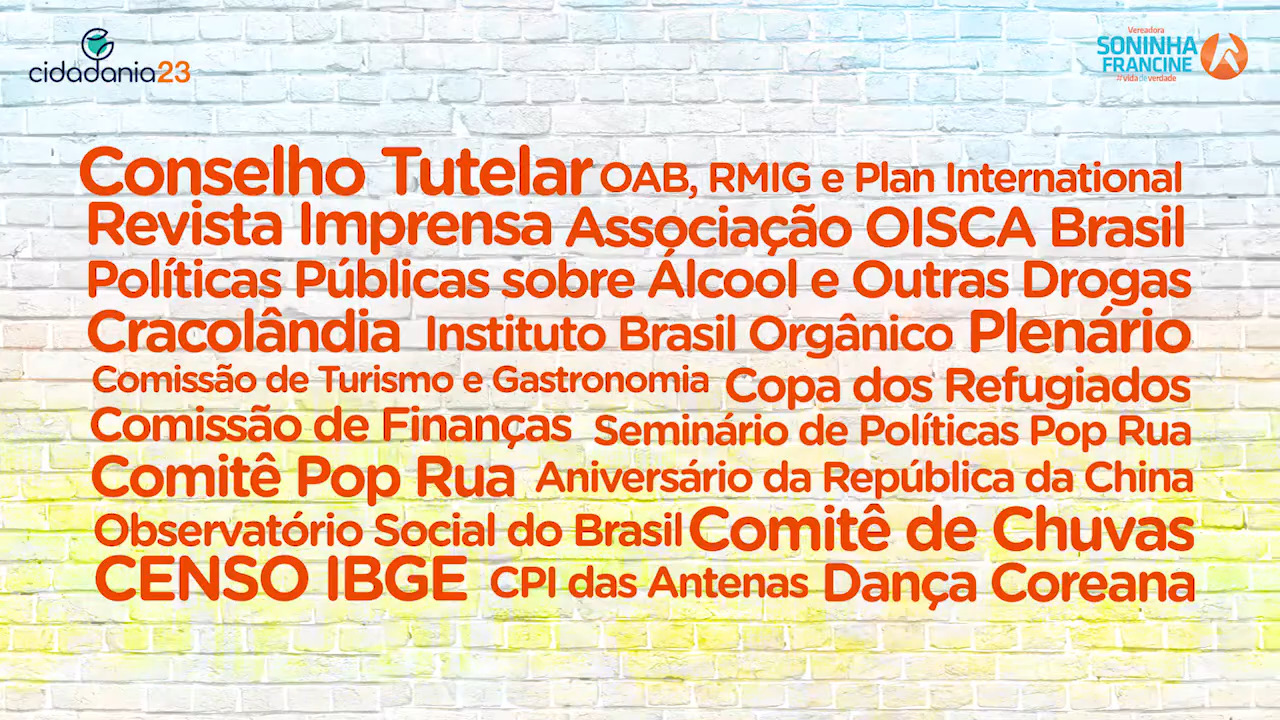 cidadania23
Vereadora
SONINHA
FRANCINE
#vidadeverdade
Conselho Tutelar OAB, RMIG e Plan International
Revista Imprensa Associação OISCA Brasil
Políticas Públicas sobre Álcool e Outras Drogas
Cracolândia Instituto Brasil Orgânico Plenário
Comissão de Turismo e Gastronomia Copa dos Refugiados
Comissão de Finanças Seminário de Políticas Pop Rua
Comitê Pop Rua Aniversário da República da China
Observatório Social do Brasil Comitê de Chuvas
CENSO IBGE CPI das Antenas Dança Coreana